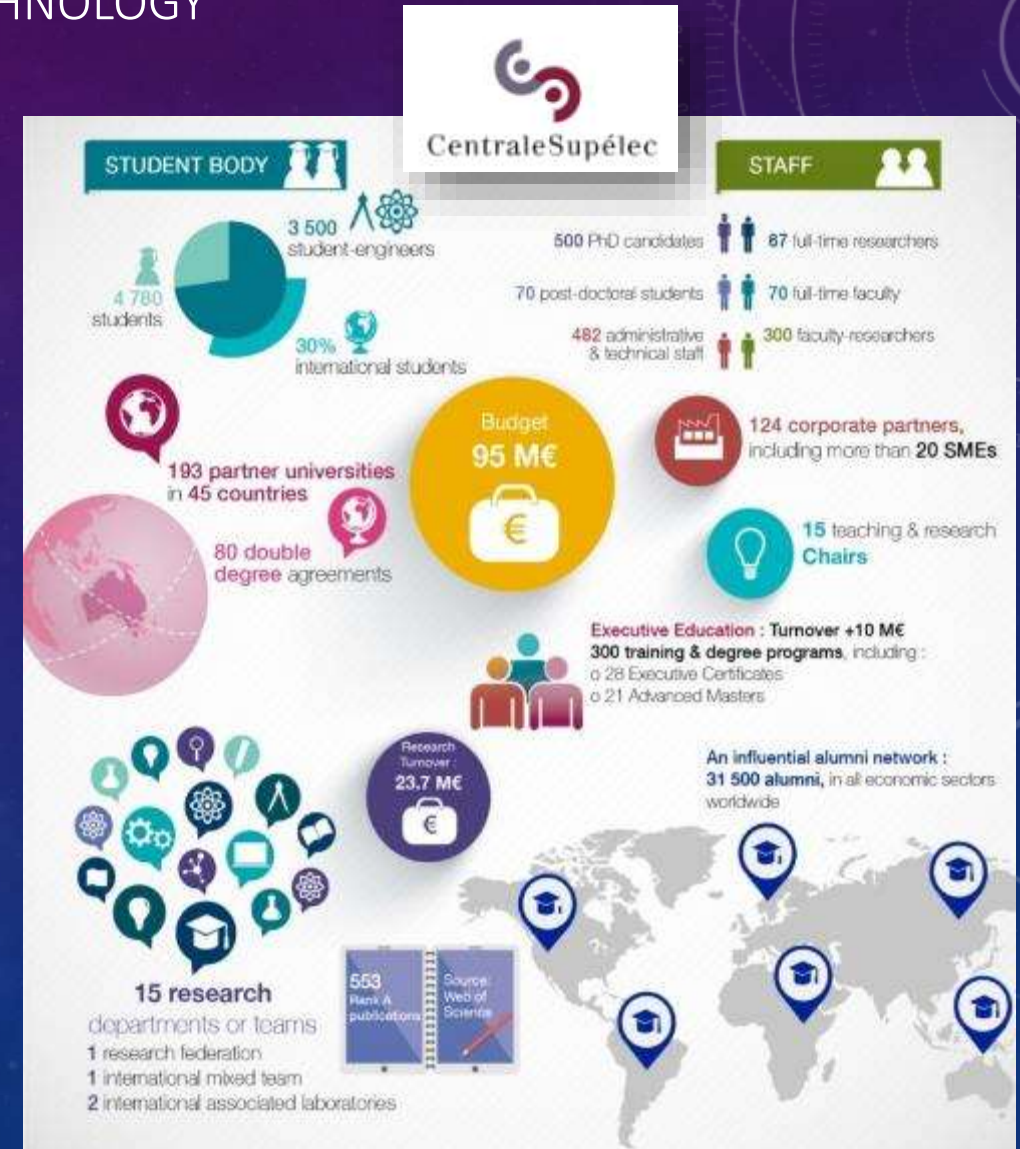 CentraleSupélec
STUDENT BODY
3 500
student-engineers
4 780
students
30%
international students
STAFF
500 PhD candidates
67 full-time researchers
70 post-doctoral students
70 full-time faculty
482 administrative
& technical staff
300 faculty-researchers
193 partner universities
in 45 countries
80 double
degree agreements
Budget
95 M€
€
124 corporate partners,
including more than 20 SMEs
15 teaching & research
Chairs
Executive Education : Turnover +10 M€
300 training & degree programs, including :
o 28 Executive Certificates
o 21 Advanced Masters
Research
Turnover
23.7 M€
€
An influential alumni network :
31 500 alumni, in all economic sectors
worldwide
15 research
departments or teams
1 research federation
1 international mixed team
2 international associated laboratories
553
Rank A
publications
Source:
Web of
Science